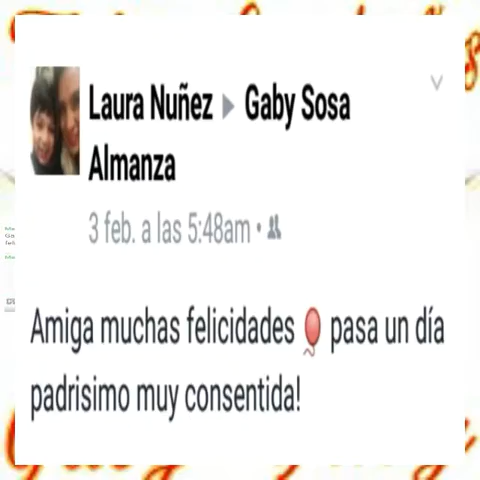 Laura Nuñez ▸ Gaby Sosa
Almanza
3 feb. a las 5:48am •
Amiga muchas felicidades 🎈 pasa un día
padrisimo muy consentida!